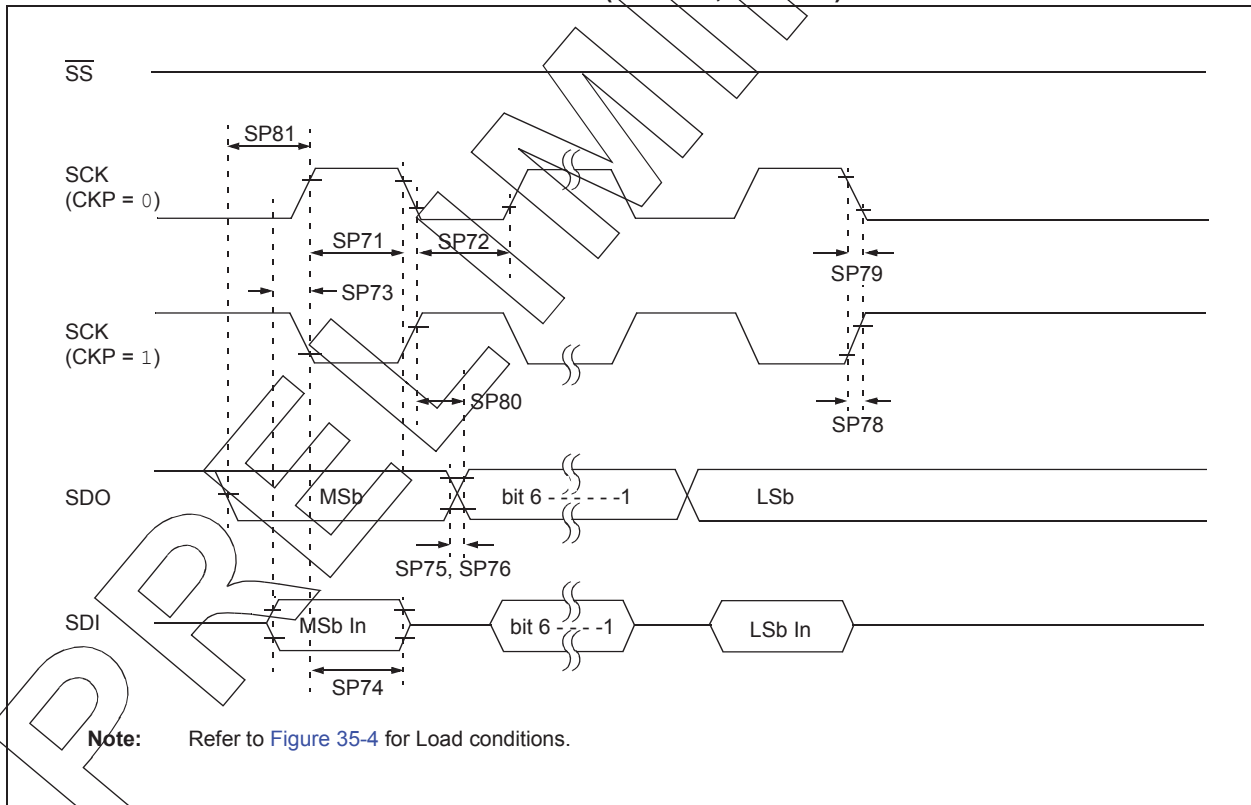 SS
SP81
SCK
(CKP = 0)
SP71
SP72
SP79
SP73
SCK
(CKP = 1)
SP80
SP78
SDO
MSb
bit 6 - - - - - -1
LSb
SP75, SP76
SDI
MSb In
bit 6 - - - -1
LSb In
SP74
Note: Refer to Figure 35-4 for Load conditions.